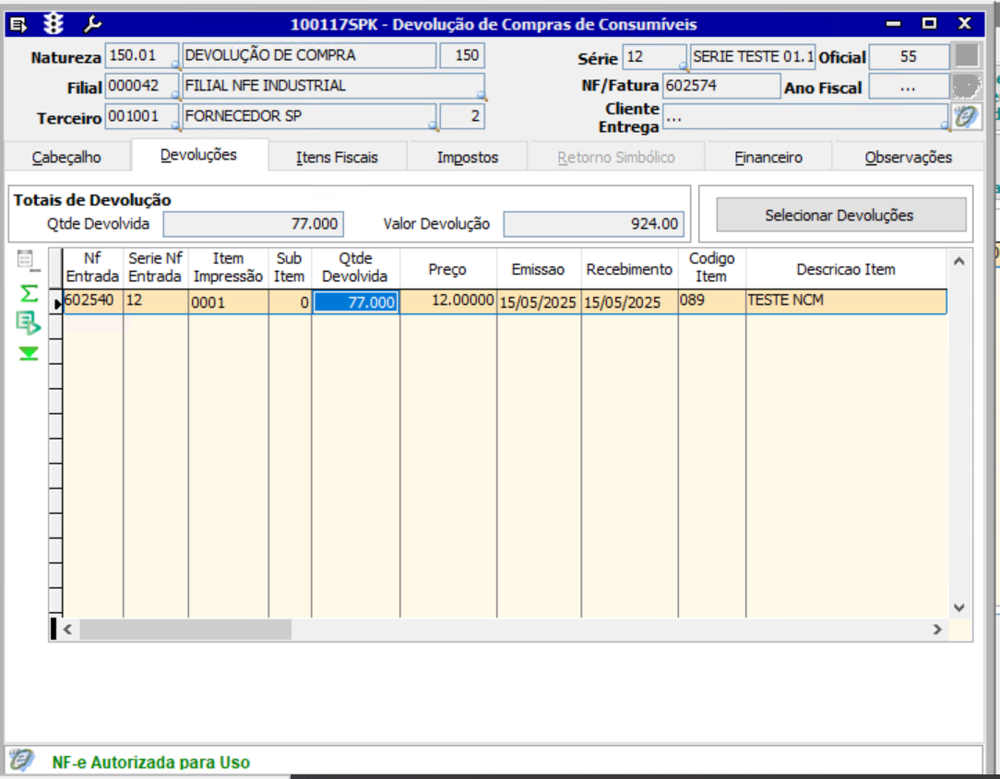 100117SPK - Devolução de Compras de Consumíveis
Natureza 150.01 DEVOLUÇÃO DE COMPRA 150 Série 12 SERIE TESTE 01.1 Oficial 55
Filial 000042 FILIAL NFE INDUSTRIAL NF/Fatura 602574 Ano Fiscal ...
Terceiro 001001 FORNECEDOR SP 2 Cliente Entrega ...
Cabeçalho Devoluções Itens Fiscais Impostos Retorno Simbólico Financeiro Observações
Totais de Devolução
Qtde Devolvida 77.000 Valor Devolução 924.00 Selecionar Devoluções
Nf Entrada Serie Nf Entrada Item Impressão Sub Item Qtde Devolvida Preço Emissao Recebimento Codigo Item Descricao Item
602540 12 0001 0 77.000 12.00000 15/05/2025 15/05/2025 089 TESTE NCM
NF-e Autorizada para Uso